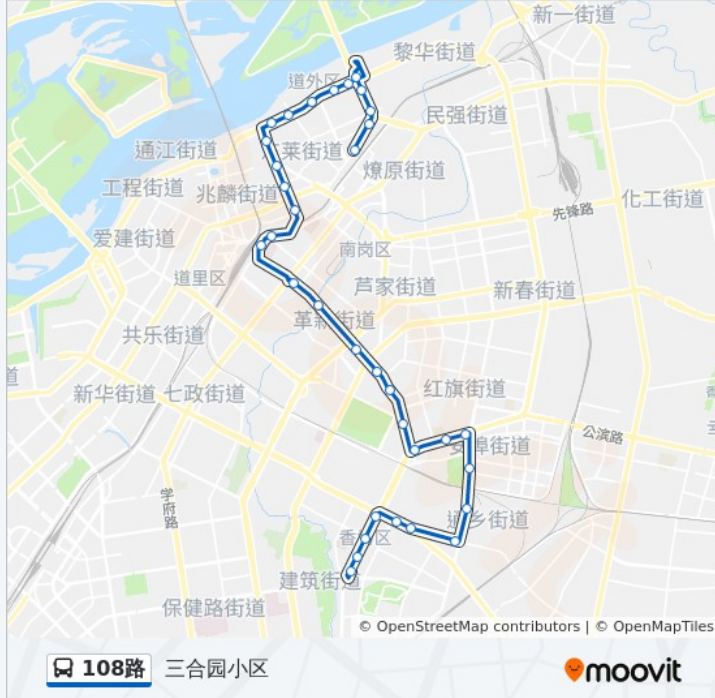 新一街道
黎华街道
道外区
民强街道
通江街道
莱街道
燎原街道
工程街道
兆麟街道
化工街道
先锋路
爱建街道
南岗区
道里区
芦家街道
新春街道
革新街道
共乐街道
道
新华街道
七政街道
红旗街道
公滨路
埠街道
学府路
乡街道
香
区
建筑街道
保健路街道
© OpenStreetMap contributors | © OpenMapTiles
108路
三合园小区
moovit